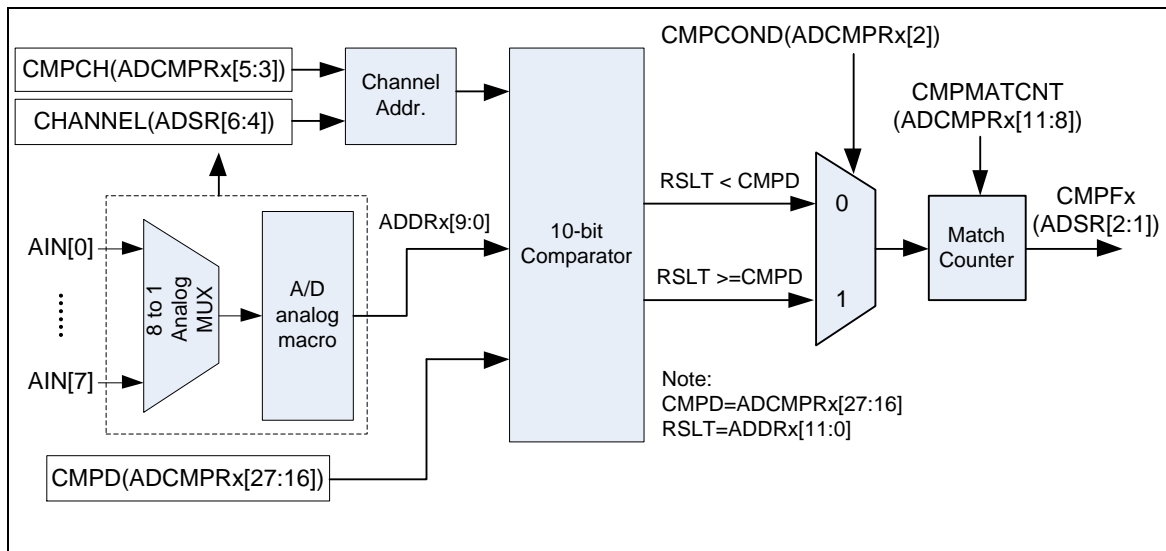 CMPCH(ADCMPRx[5:3])
CHANNEL(ADSR[6:4])
Channel
Addr.
AIN[0]
......
AIN[7]
8 to 1
Analog
MUX
A/D
analog
macro
ADDRx[9:0]
CMPD(ADCMPRx[27:16])
10-bit
Comparator
CMPCOND(ADCMPRx[2])
RSLT < CMPD
RSLT >=CMPD
0
1
CMPMATCNT
(ADCMPRx[11:8])
Match
Counter
CMPFx
(ADSR[2:1])
Note:
CMPD=ADCMPRx[27:16]
RSLT=ADDRx[11:0]